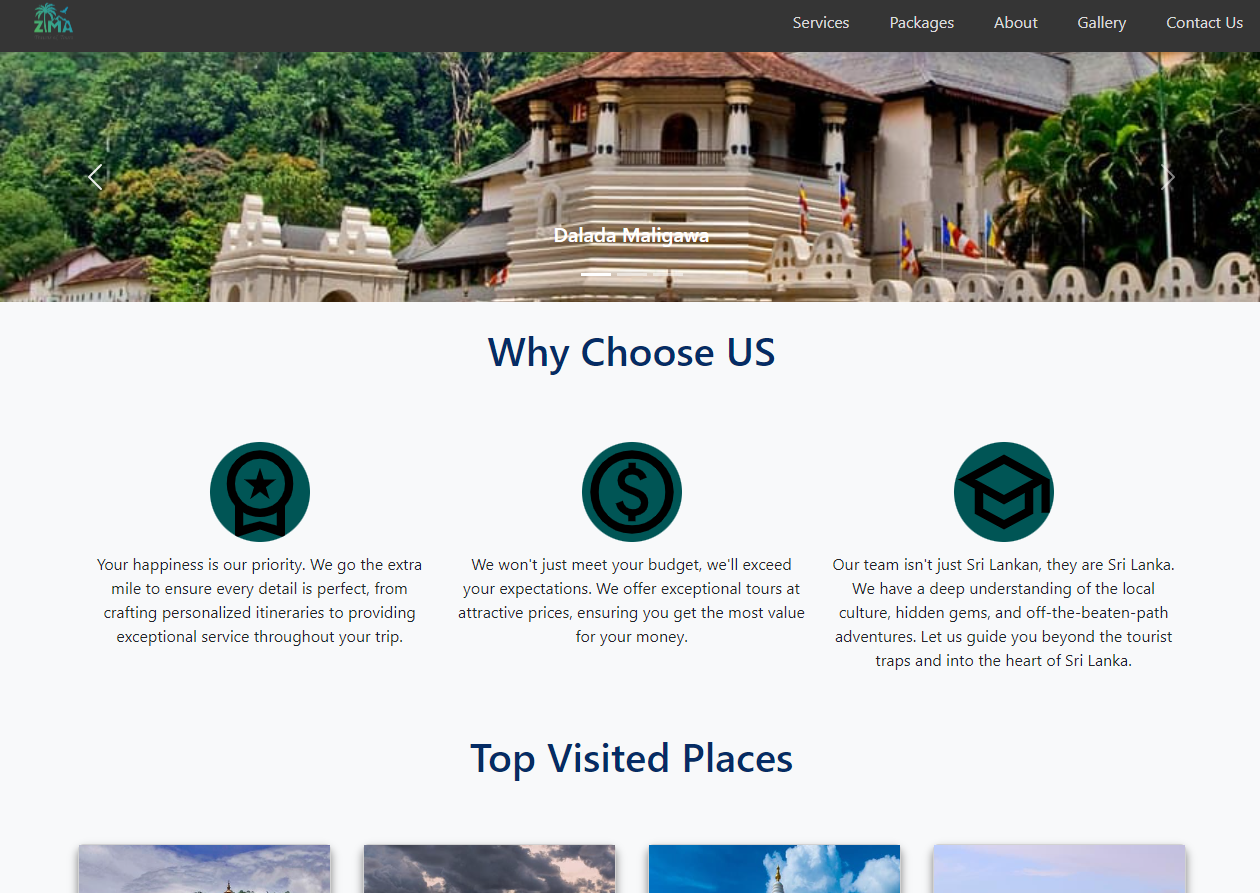 ZIMA
Services Packages About Gallery Contact Us
Dalada Maligawa
Why Choose US
Your happiness is our priority. We go the extra
mile to ensure every detail is perfect, from
crafting personalized itineraries to providing
exceptional service throughout your trip.
We won't just meet your budget, we'll exceed
your expectations. We offer exceptional tours at
attractive prices, ensuring you get the most value
for your money.
Our team isn't just Sri Lankan, they are Sri Lanka.
We have a deep understanding of the local
culture, hidden gems, and off-the-beaten-path
adventures. Let us guide you beyond the tourist
traps and into the heart of Sri Lanka.
Top Visited Places